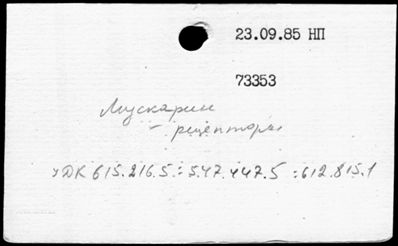 23.09.85 НП
73353
Мускарин
- рецепторы
УДК 615.216.5:547.447.5:612.815.1